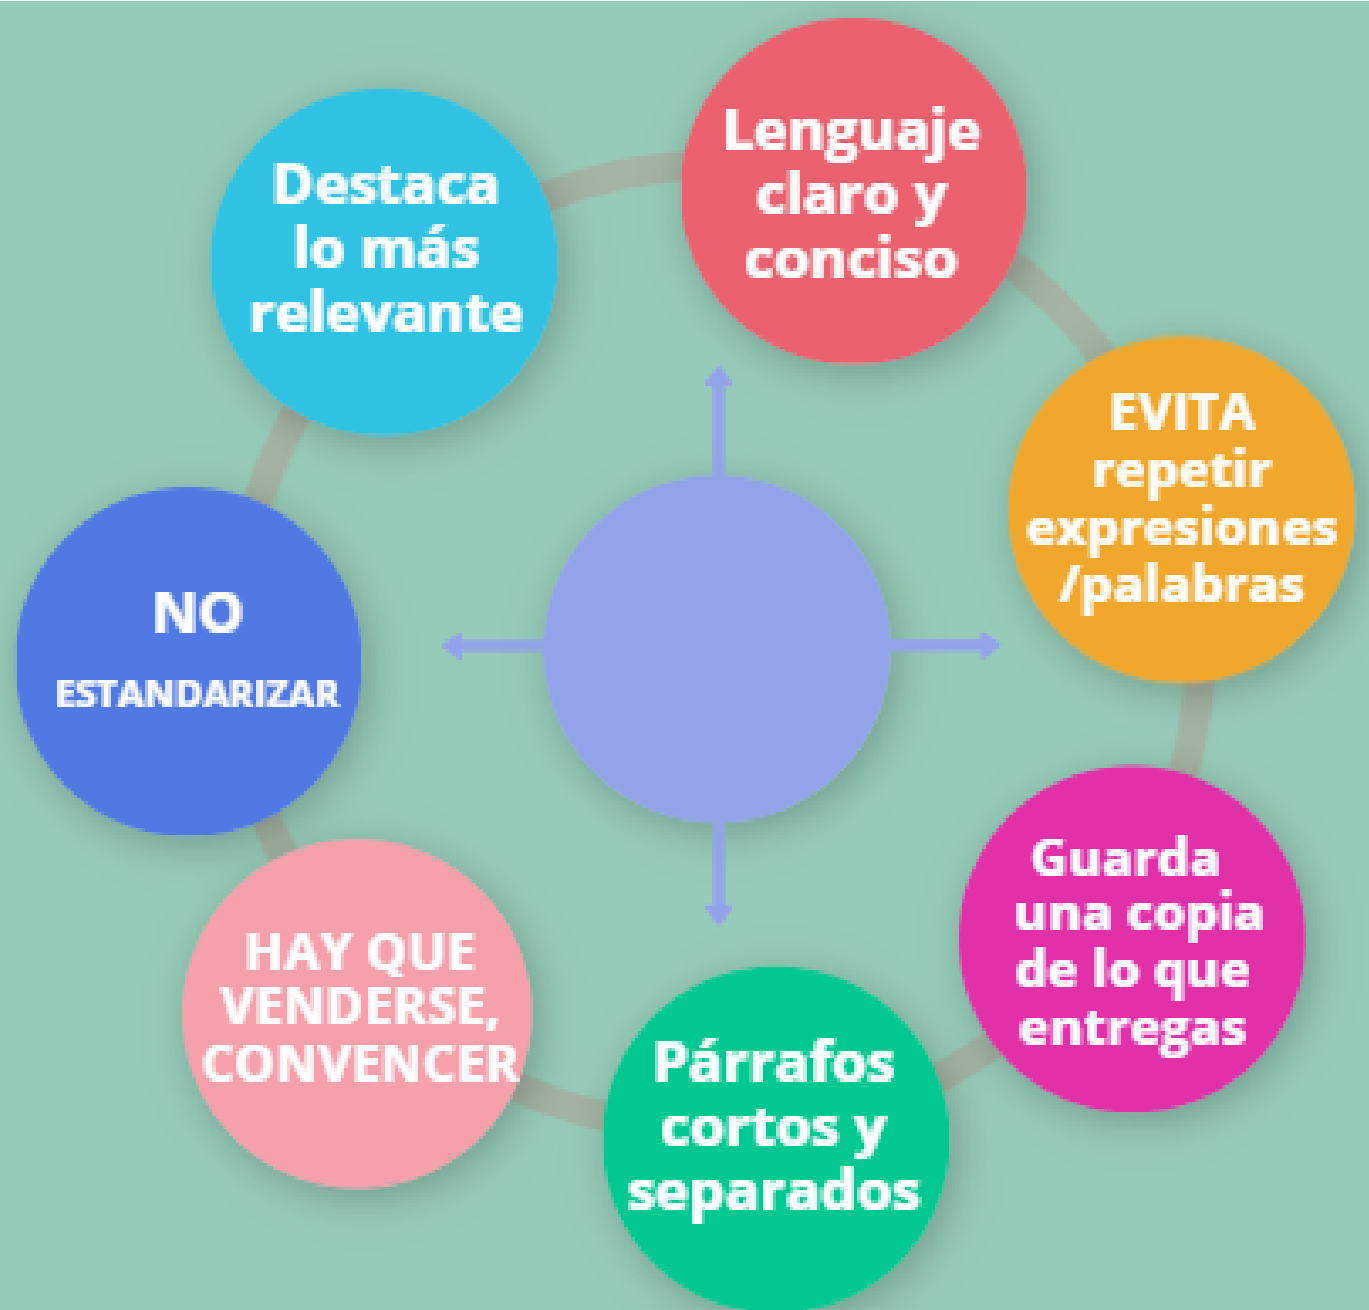 Lenguaje
claro y
conciso
Destaca
lo más
relevante
EVITA
repetir
expresiones
/palabras
NO
ESTANDARIZAR
Guarda
una copia
de lo que
entregas
HAY QUE
VENDERSE,
CONVENCER
Párrafos
cortos y
separados